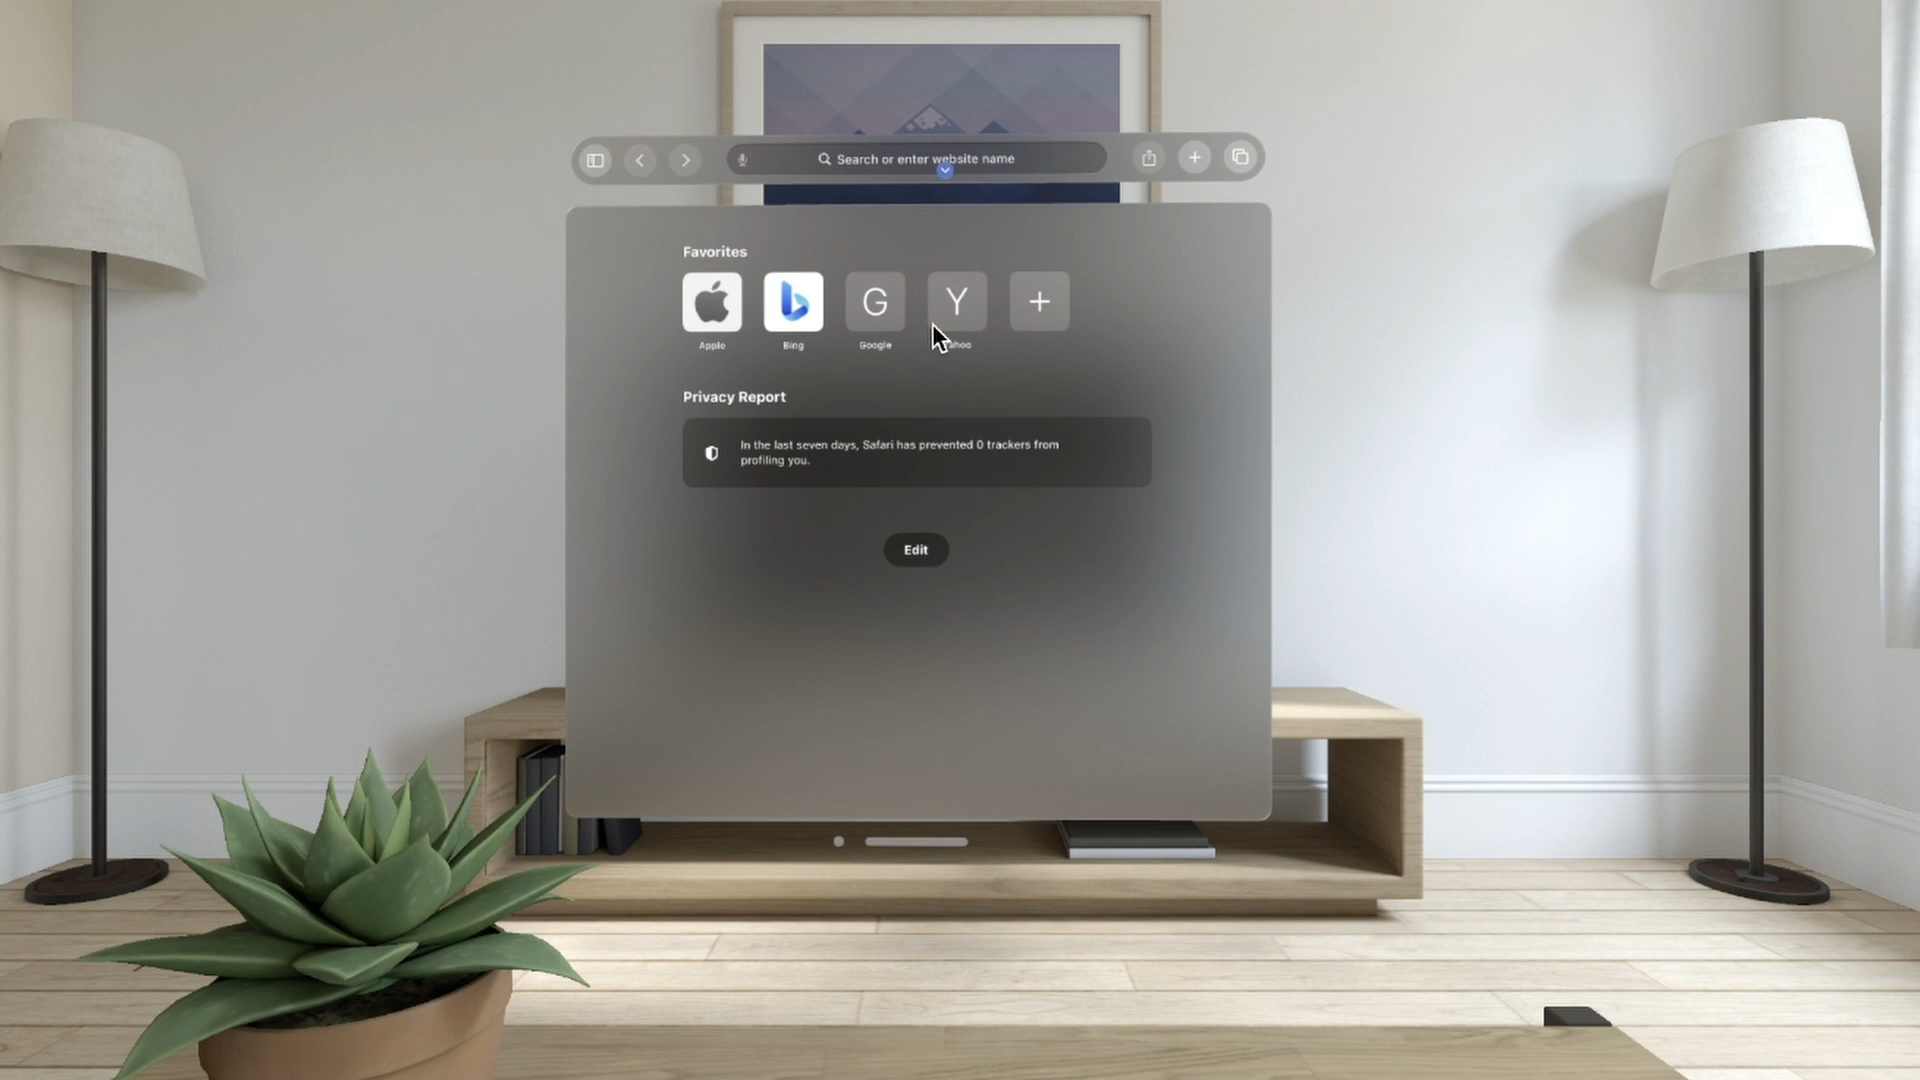 Search or enter website name
Favorites
G
Y
Apple
Bing
Google
Privacy Report
In the last seven days, Safari has prevented 0 trackers from
profiling you.
Edit